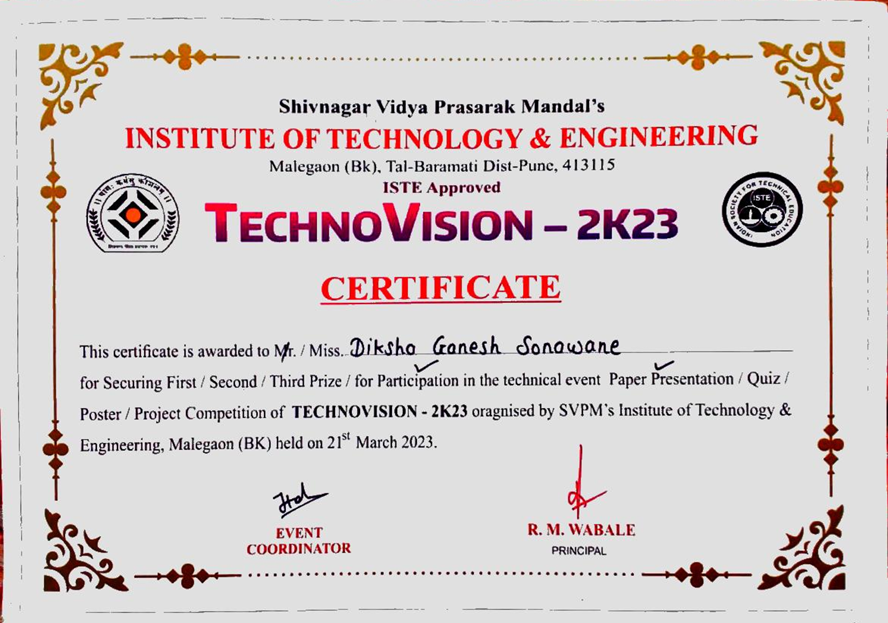 Shivnagar Vidya Prasarak Mandal's
INSTITUTE OF TECHNOLOGY & ENGINEERING
Malegaon (Bk), Tal-Baramati Dist-Pune, 413115
ISTE Approved
TECHNOVISION – 2K23
INDIAN SOCIETY FOR TECHNICAL EDUCATION
ISTE
CERTIFICATE
This certificate is awarded to Mr. / Miss. Diksha Ganesh Sonawane
for Securing First / Second / Third Prize / for Participation in the technical event Paper Presentation / Quiz /
Poster / Project Competition of TECHNOVISION - 2K23 oragnised by SVPM's Institute of Technology &
Engineering, Malegaon (BK) held on 21st March 2023.
EVENT
COORDINATOR
R. M. WABALE
PRINCIPAL